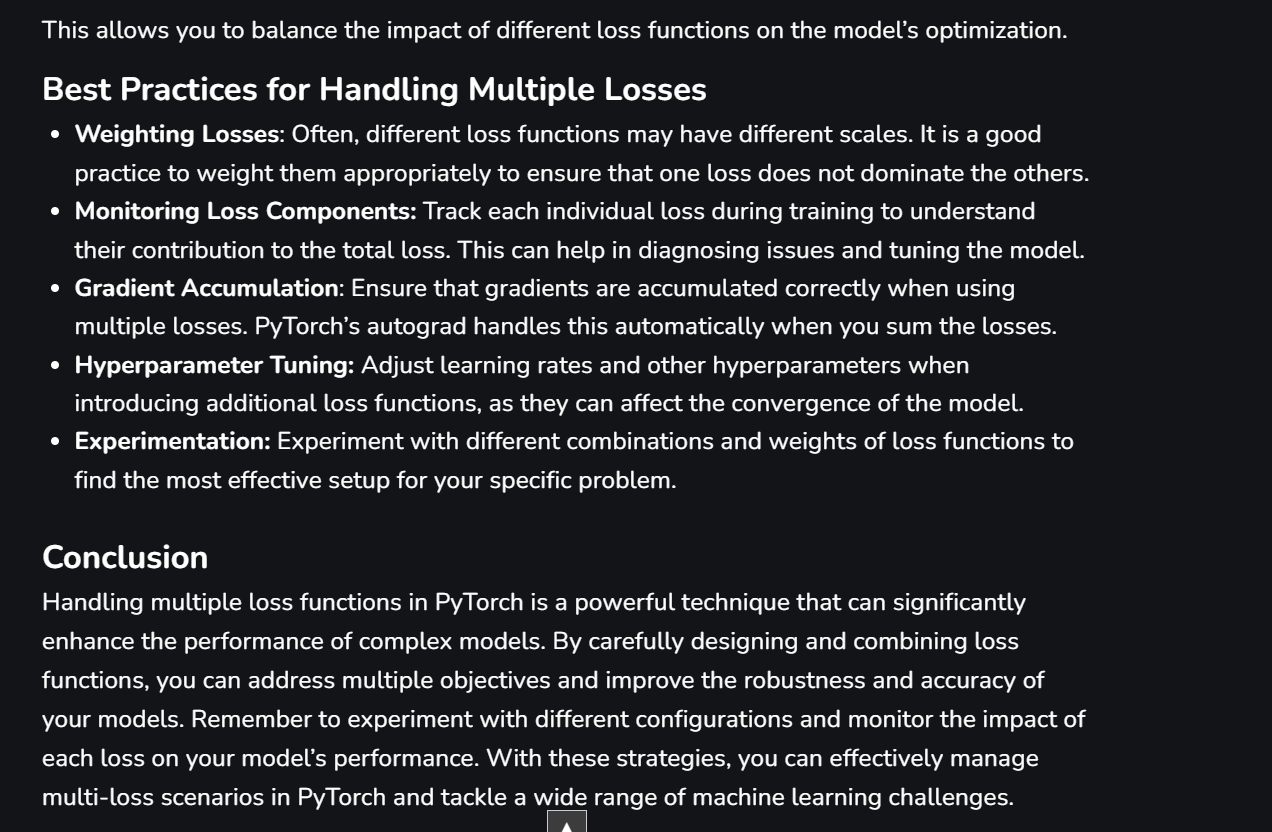 This allows you to balance the impact of different loss functions on the model’s optimization.
Best Practices for Handling Multiple Losses
• Weighting Losses: Often, different loss functions may have different scales. It is a good
practice to weight them appropriately to ensure that one loss does not dominate the others.
• Monitoring Loss Components: Track each individual loss during training to understand
their contribution to the total loss. This can help in diagnosing issues and tuning the model.
• Gradient Accumulation: Ensure that gradients are accumulated correctly when using
multiple losses. PyTorch’s autograd handles this automatically when you sum the losses.
• Hyperparameter Tuning: Adjust learning rates and other hyperparameters when
introducing additional loss functions, as they can affect the convergence of the model.
• Experimentation: Experiment with different combinations and weights of loss functions to
find the most effective setup for your specific problem.
Conclusion
Handling multiple loss functions in PyTorch is a powerful technique that can significantly
enhance the performance of complex models. By carefully designing and combining loss
functions, you can address multiple objectives and improve the robustness and accuracy of
your models. Remember to experiment with different configurations and monitor the impact of
each loss on your model’s performance. With these strategies, you can effectively manage
multi-loss scenarios in PyTorch and tackle a wide range of machine learning challenges.